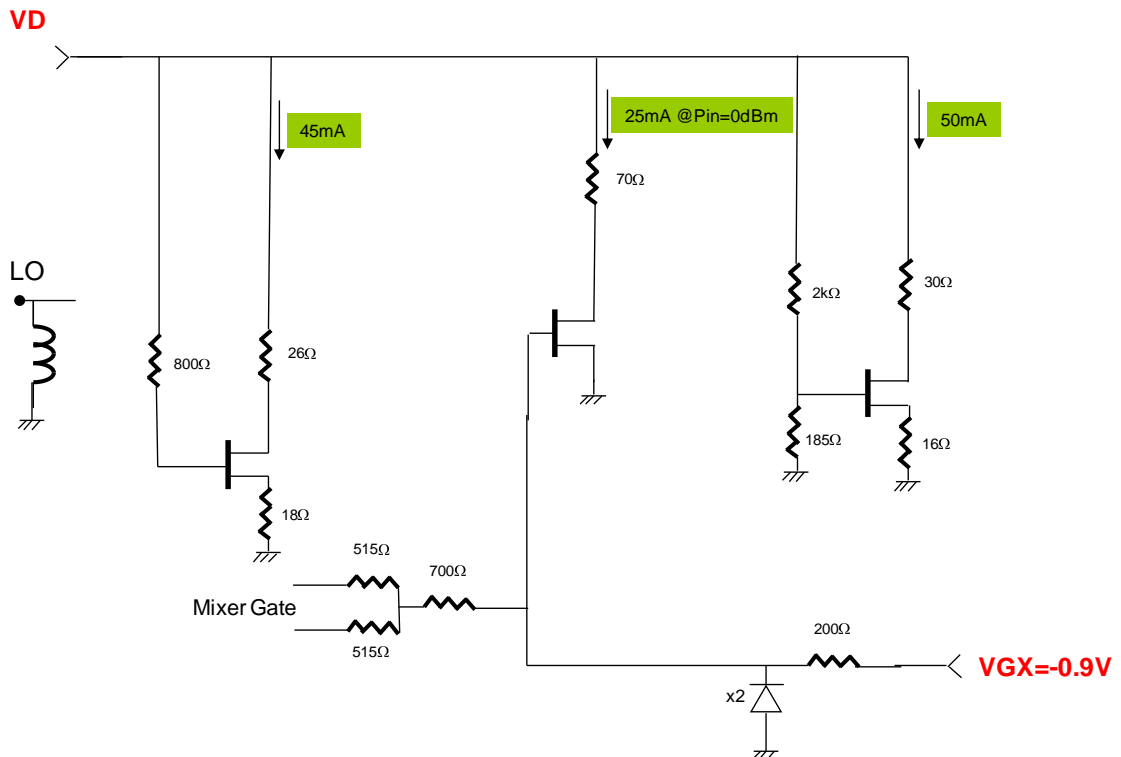 VD
45mA
25mA @Pin=0dBm
50mA
70Ω
LO
2kΩ
30Ω
800Ω
26Ω
185Ω
16Ω
18Ω
515Ω
700Ω
Mixer Gate
515Ω
200Ω
VGX=-0.9V
x2